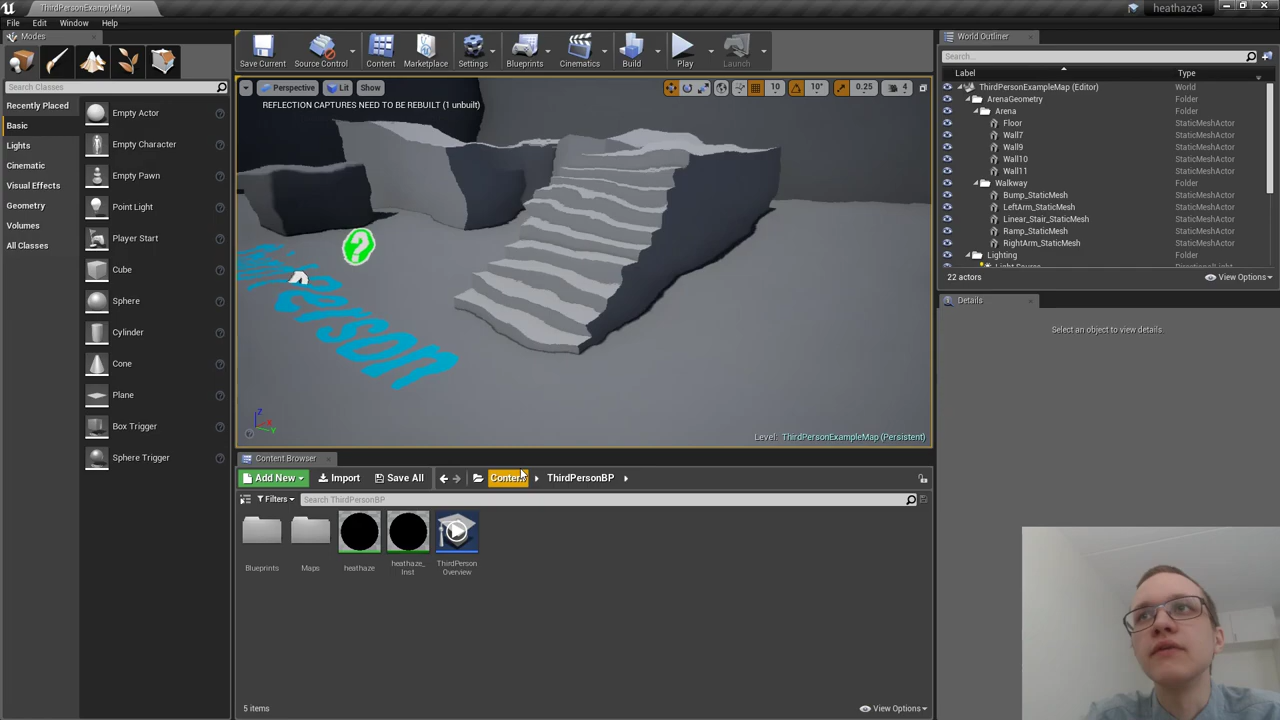 ThirdPersonExampleMap
heathaze3
File Edit Window Help
Modes
Search Classes
Recently Placed
Basic
Lights
Cinematic
Visual Effects
Geometry
Volumes
All Classes
Empty Actor
Empty Character
Empty Pawn
Point Light
Player Start
Cube
Sphere
Cylinder
Cone
Plane
Box Trigger
Sphere Trigger
Save Current Source Control Content Marketplace Settings Blueprints Cinematics Build Play Launch
Perspective Lit Show
10 10° 0.25 4
REFLECTION CAPTURES NEED TO BE REBUILT (1 unbuilt)
?
Person
Z
X
Y
Level: ThirdPersonExampleMap (Persistent)
Content Browser
Add New Import Save All Content ThirdPersonBP
Filters Search ThirdPersonBP
Blueprints
Maps
heathaze
heathaze_
Inst
ThirdPerson
Overview
5 items
View Options
World Outliner
Search...
Label Type
ThirdPersonExampleMap (Editor) World
ArenaGeometry Folder
Arena Folder
Floor StaticMeshActor
Wall7 StaticMeshActor
Wall9 StaticMeshActor
Wall10 StaticMeshActor
Wall11 StaticMeshActor
Walkway Folder
Bump_StaticMesh StaticMeshActor
LeftArm_StaticMesh StaticMeshActor
Linear_Stair_StaticMesh StaticMeshActor
Ramp_StaticMesh StaticMeshActor
RightArm_StaticMesh StaticMeshActor
Lighting Folder
22 actors
View Options
Details
Select an object to view details.